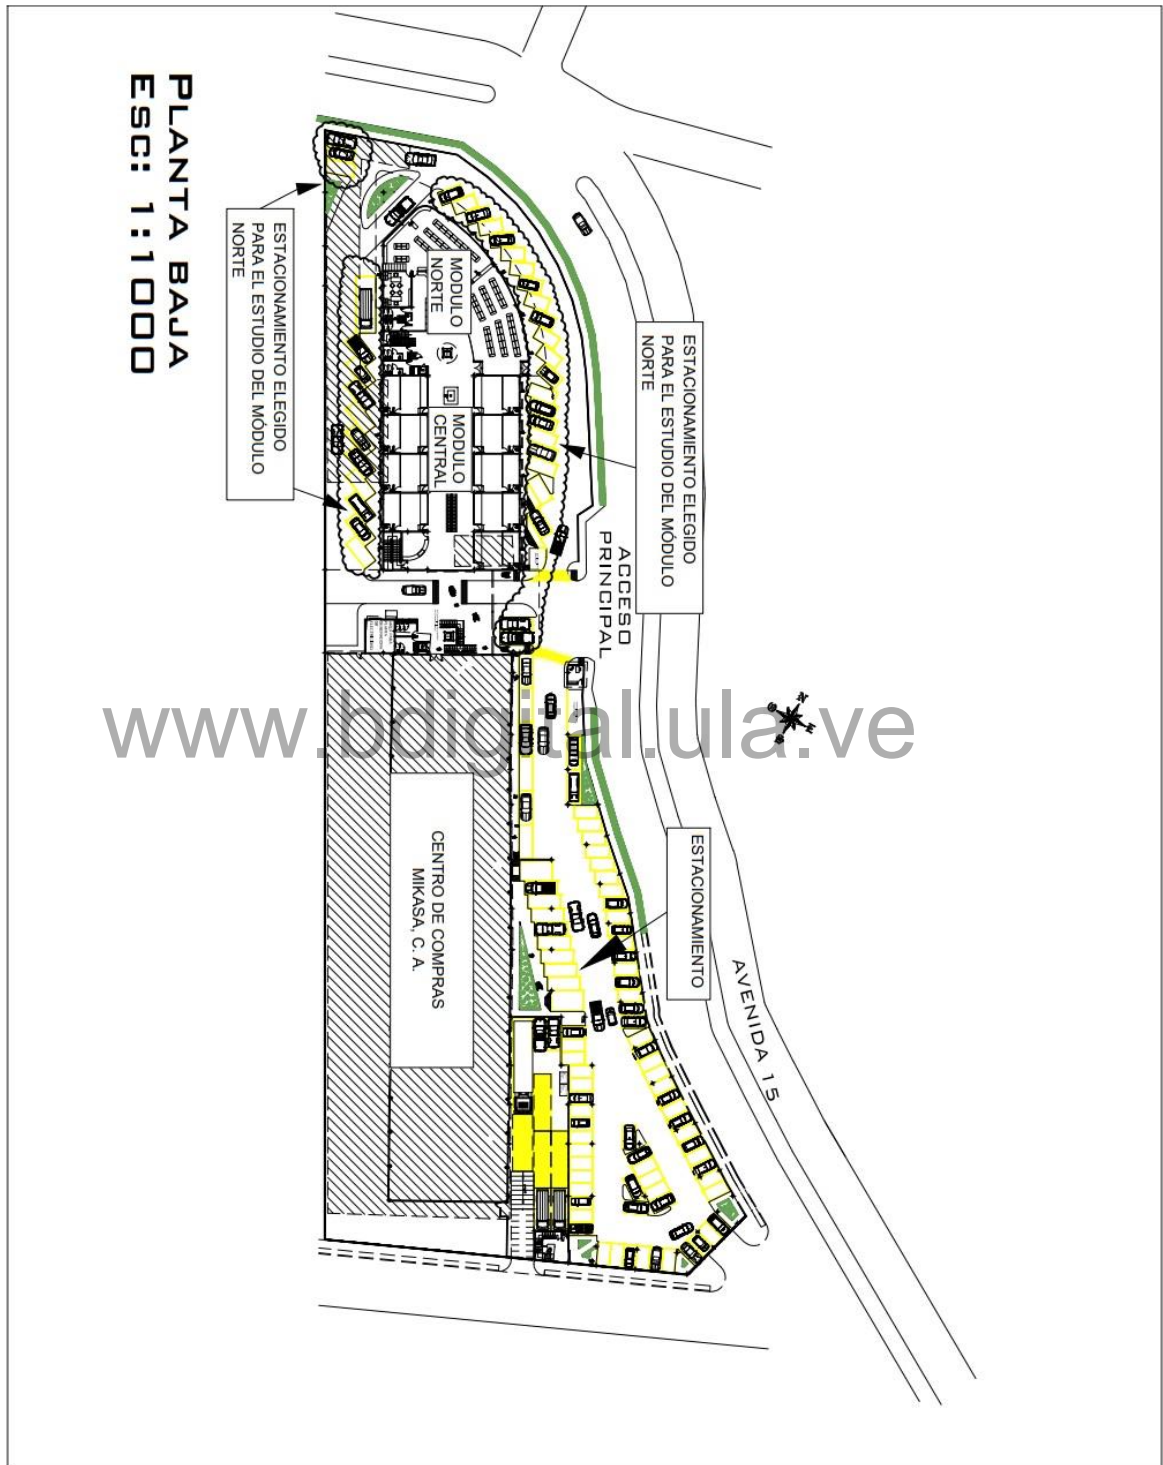 PLANTA BAJA
ESC: 1:1000
ESTACIONAMIENTO ELEGIDO
PARA EL ESTUDIO DEL MÓDULO
NORTE
MODULO
NORTE
MODULO
CENTRAL
ESTACIONAMIENTO ELEGIDO
PARA EL ESTUDIO DEL MÓDULO
NORTE
ACCESO
PRINCIPAL
www.bdigital.ula.ve
CENTRO DE COMPRAS
MIKASA, C. A.
ESTACIONAMIENTO
AVENIDA 15
N